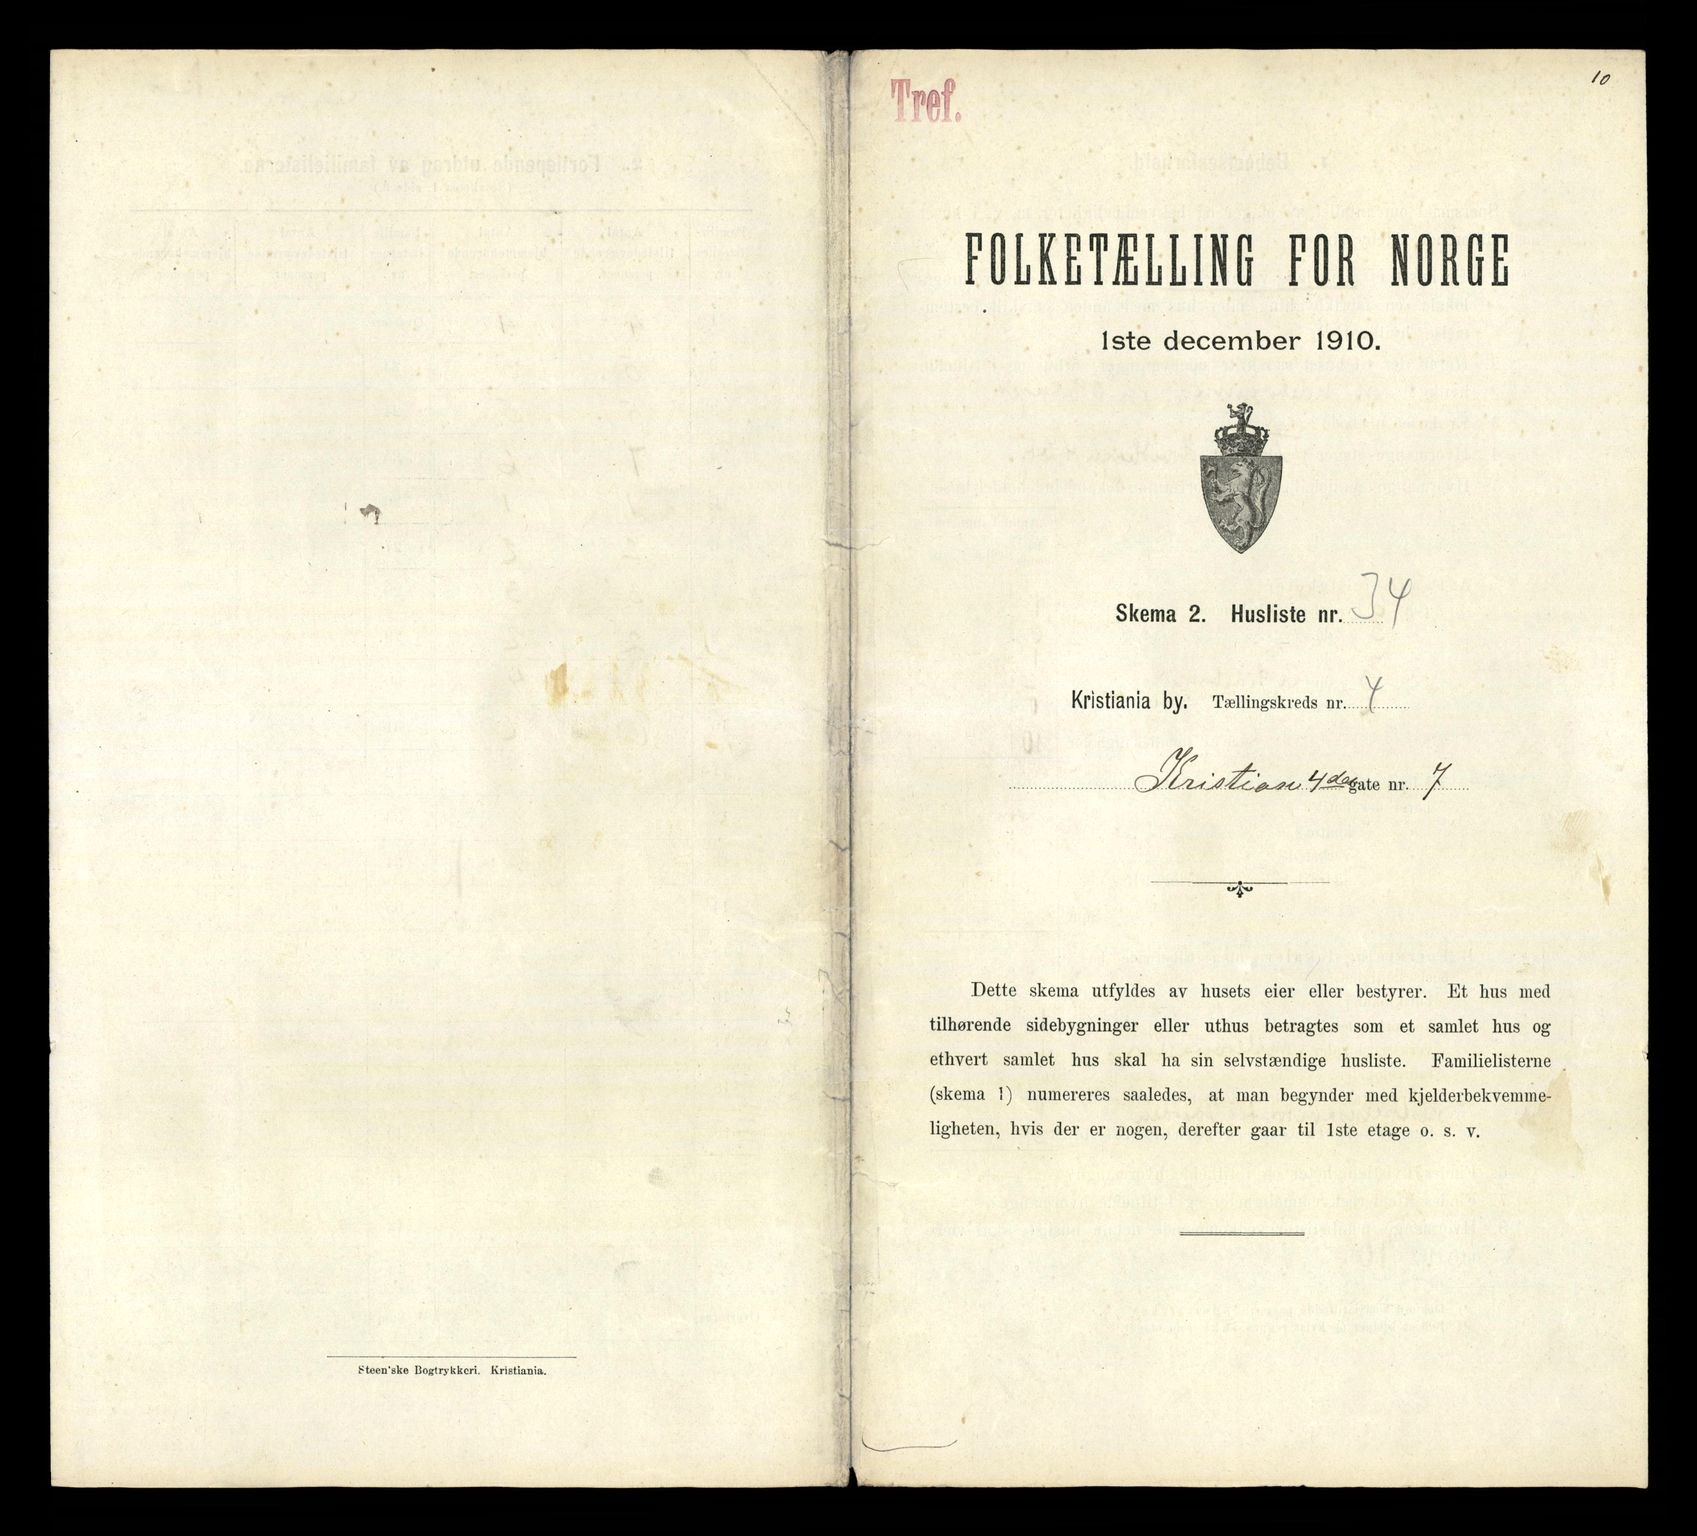 Steen'ske Bogtrykkeri. Kristiania.
10
Tref.
FOLKETÆLLING FOR NORGE
1ste december 1910.
Skema 2. Husliste nr. 34
Kristiania by. Tællingskreds nr. 4
Kristian 4des gate nr. 7
Dette skema utfyldes av husets eier eller bestyrer. Et hus med
tilhørende sidebygninger eller uthus betragtes som et samlet hus og
ethvert samlet hus skal ha sin selvstændige husliste. Familielisterne
(skema 1) numereres saaledes, at man begynder med kjelderbekvemme-
ligheten, hvis der er nogen, derefter gaar til 1ste etage o. s. v.